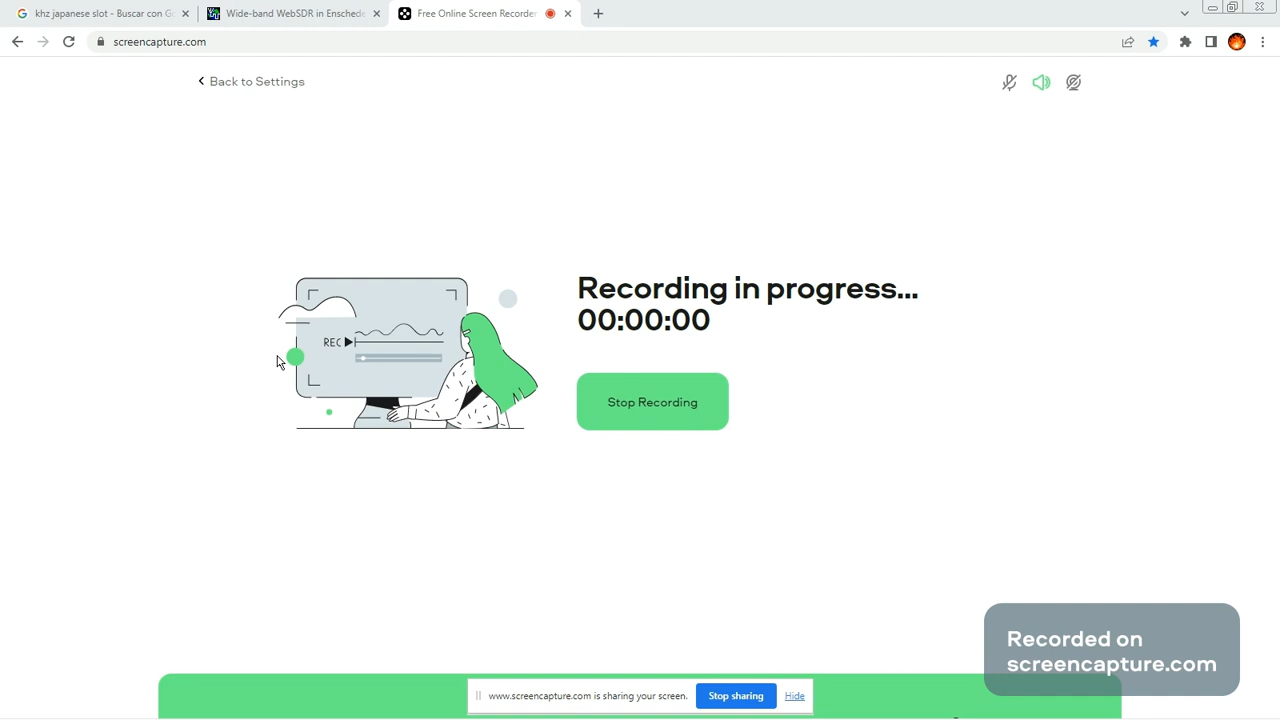 khz japanese slot - Buscar con G
Wide-band WebSDR in Enschede
Free Online Screen Recorder
screencapture.com
Back to Settings
Recording in progress...
00:00:00
REC
Stop Recording
Recorded on
screencapture.com
www.screencapture.com is sharing your screen.
Stop sharing
Hide